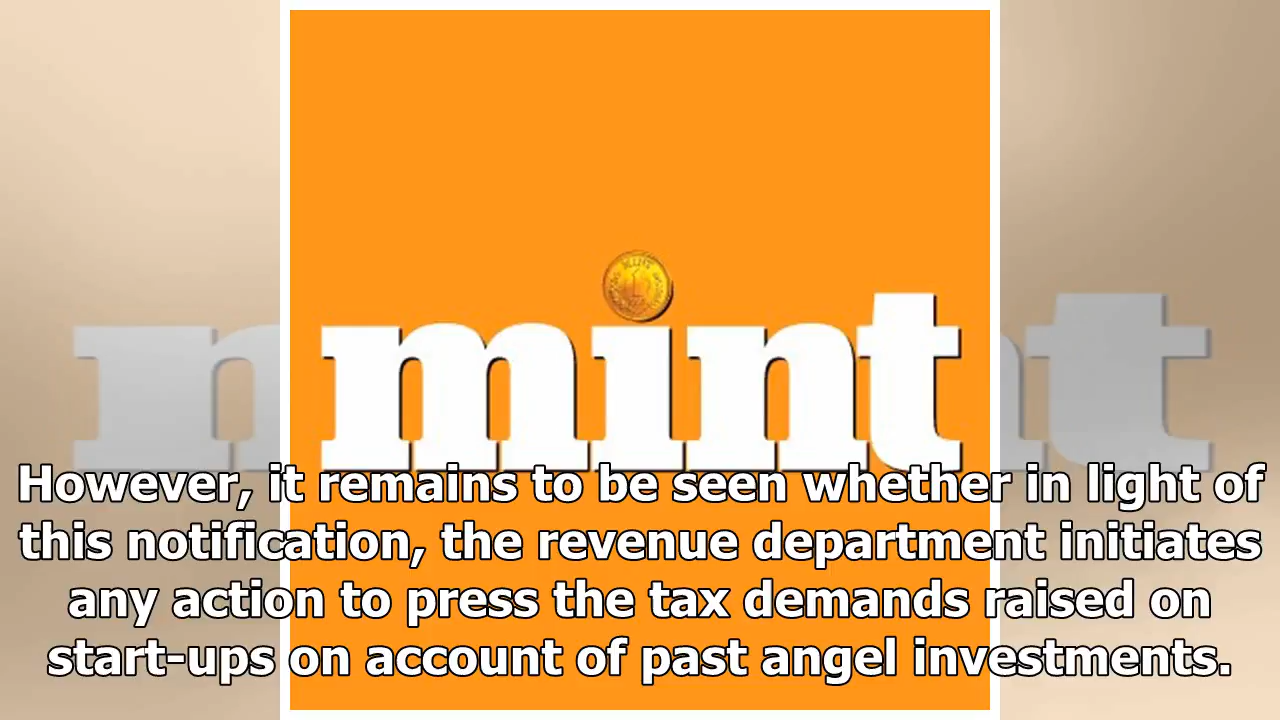 mint
However, it remains to be seen whether in light of
this notification, the revenue department initiates
any action to press the tax demands raised on
start-ups on account of past angel investments.